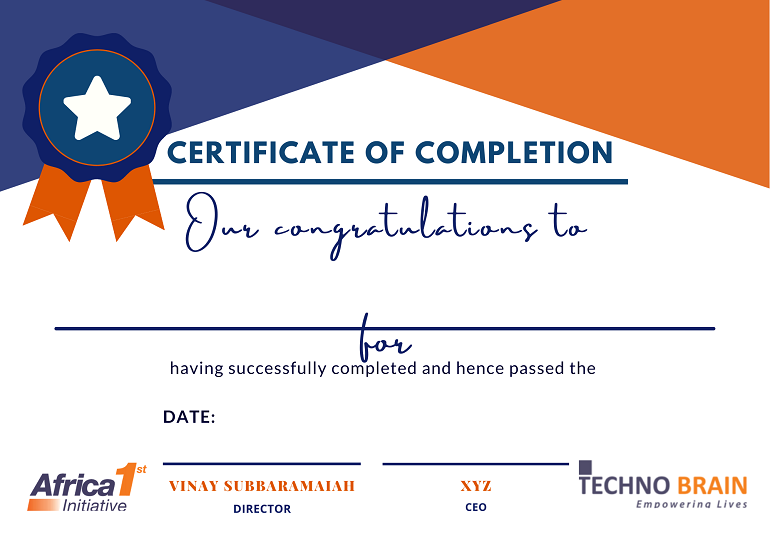 CERTIFICATE OF COMPLETION
Our congratulations to
for
having successfully completed and hence passed the
DATE:
Africa 1st
Initiative
VINAY SUBBARAMAIAH
DIRECTOR
XYZ
CEO
TECHNO BRAIN
Empowering Lives